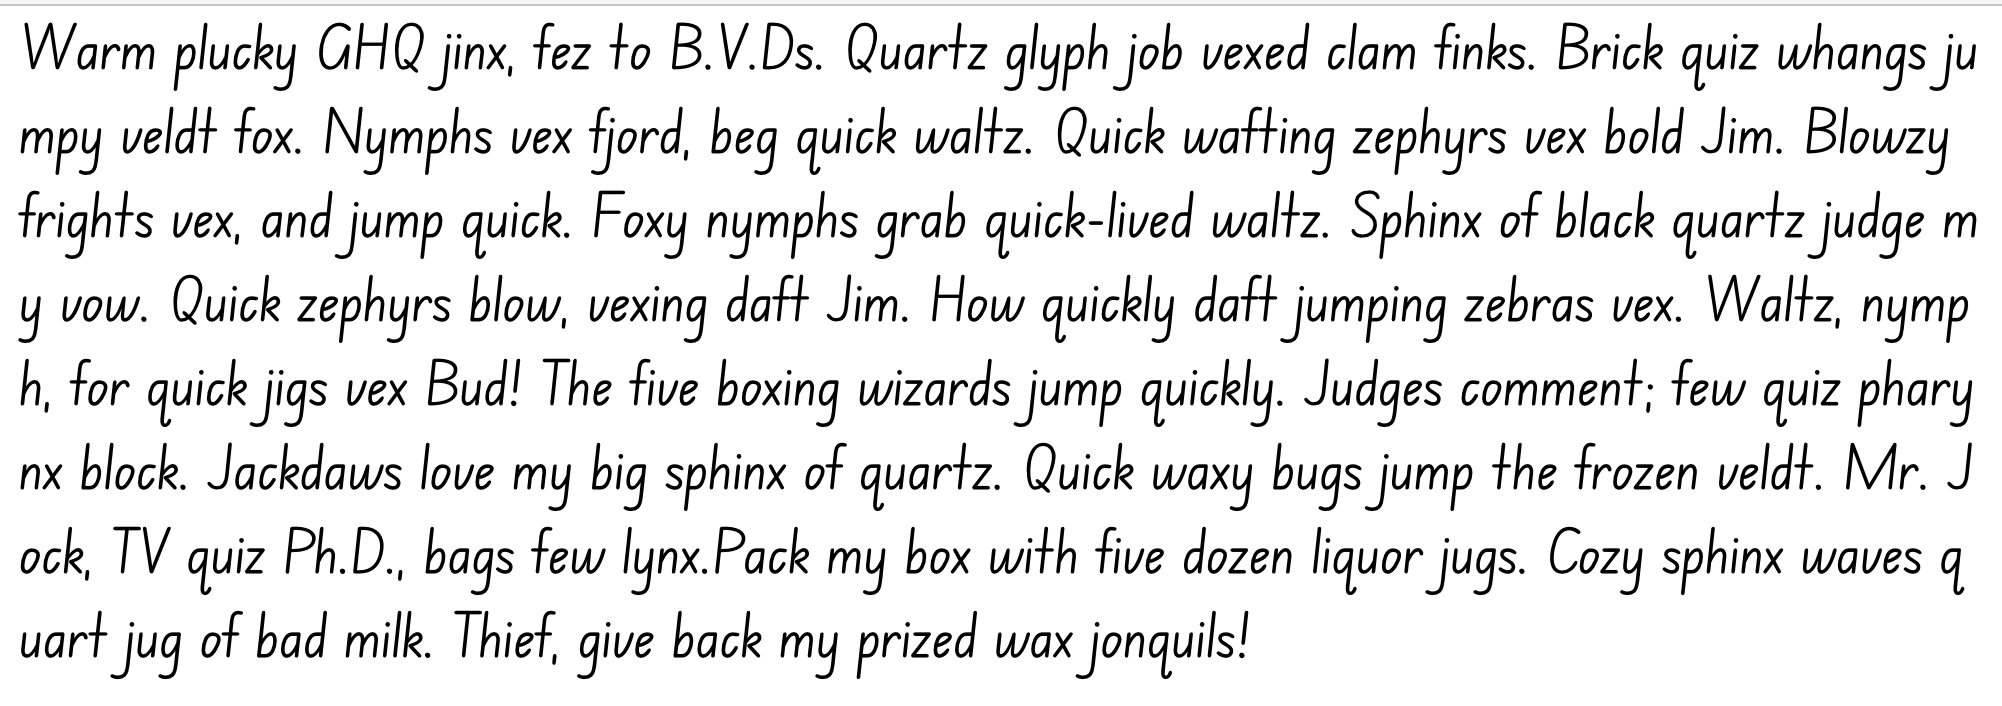 Warm plucky GHQ jinx, fez to B.V.Ds. Quartz glyph job vexed clam finks. Brick quiz whangs ju
mpy veldt fox. Nymphs vex fjord, beg quick waltz. Quick wafting zephyrs vex bold Jim. Blowzy
frights vex, and jump quick. Foxy nymphs grab quick-lived waltz. Sphinx of black quartz judge m
y vow. Quick zephyrs blow, vexing daft Jim. How quickly daft jumping zebras vex. Waltz, nymp
h, for quick jigs vex Bud! The five boxing wizards jump quickly. Judges comment; few quiz phary
nx block. Jackdaws love my big sphinx of quartz. Quick waxy bugs jump the frozen veldt. Mr. J
ock, TV quiz Ph.D., bags few lynx.Pack my box with five dozen liquor jugs. Cozy sphinx waves q
uart jug of bad milk. Thief, give back my prized wax jonquils!